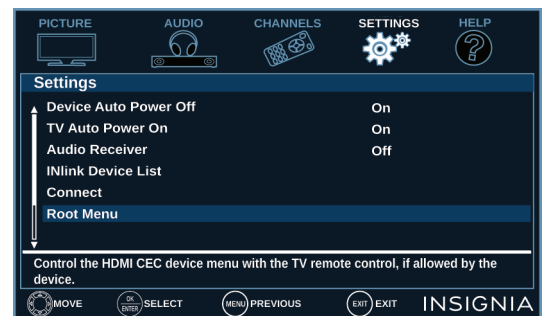 PICTURE AUDIO CHANNELS SETTINGS HELP
?
Settings
Device Auto Power Off On
TV Auto Power On On
Audio Receiver Off
INlink Device List
Connect
Root Menu
Control the HDMI CEC device menu with the TV remote control, if allowed by the
device.
MOVE OK ENTER SELECT MENU PREVIOUS EXIT EXIT INSIGNIA